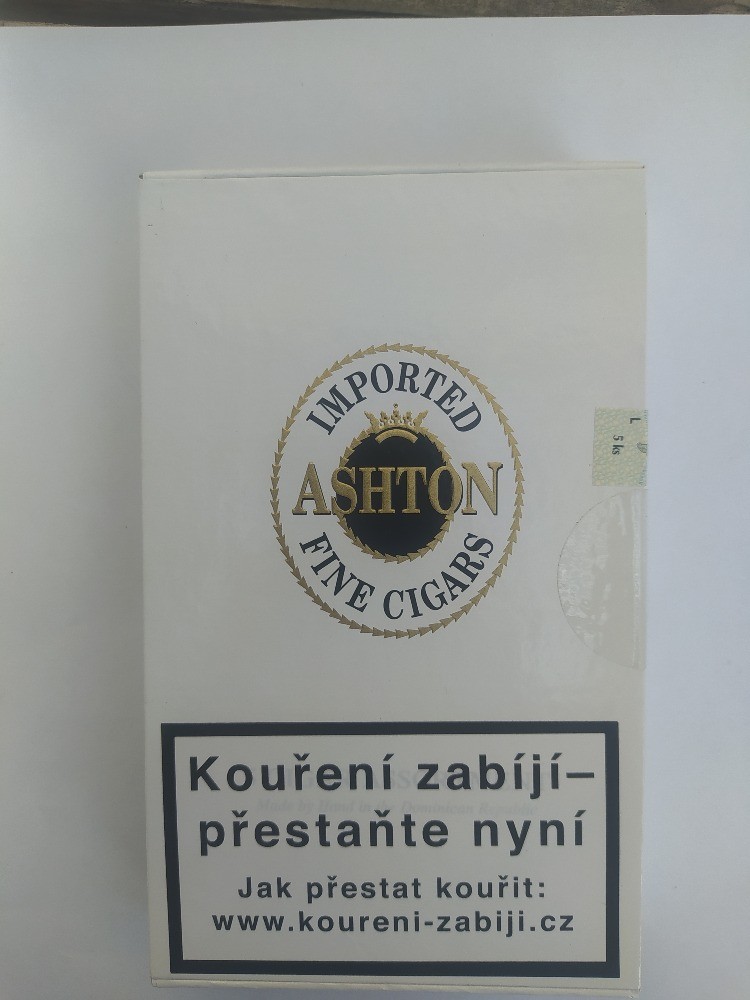 IMPORTED
ASHTON
FINE CIGARS
L
5 ks
Kouření zabíjí–
přestaňte nyní
Jak přestat kouřit:
www.koureni-zabiji.cz